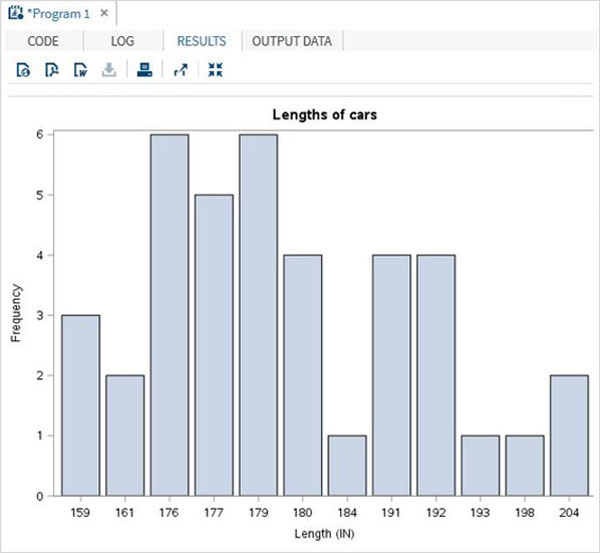 *Program 1 ×
CODE LOG RESULTS OUTPUT DATA
Lengths of cars
6
5
4
3
2
1
0
Frequency
159 161 176 177 179 180 184 191 192 193 198 204
Length (IN)